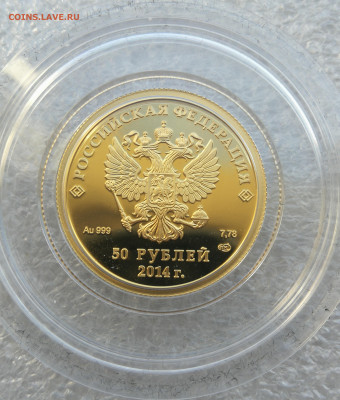 COINS.LAVE.RU
РОССИЙСКАЯ ФЕДЕРАЦИЯ
Au 999
7,78
50 РУБЛЕЙ
2014 г.